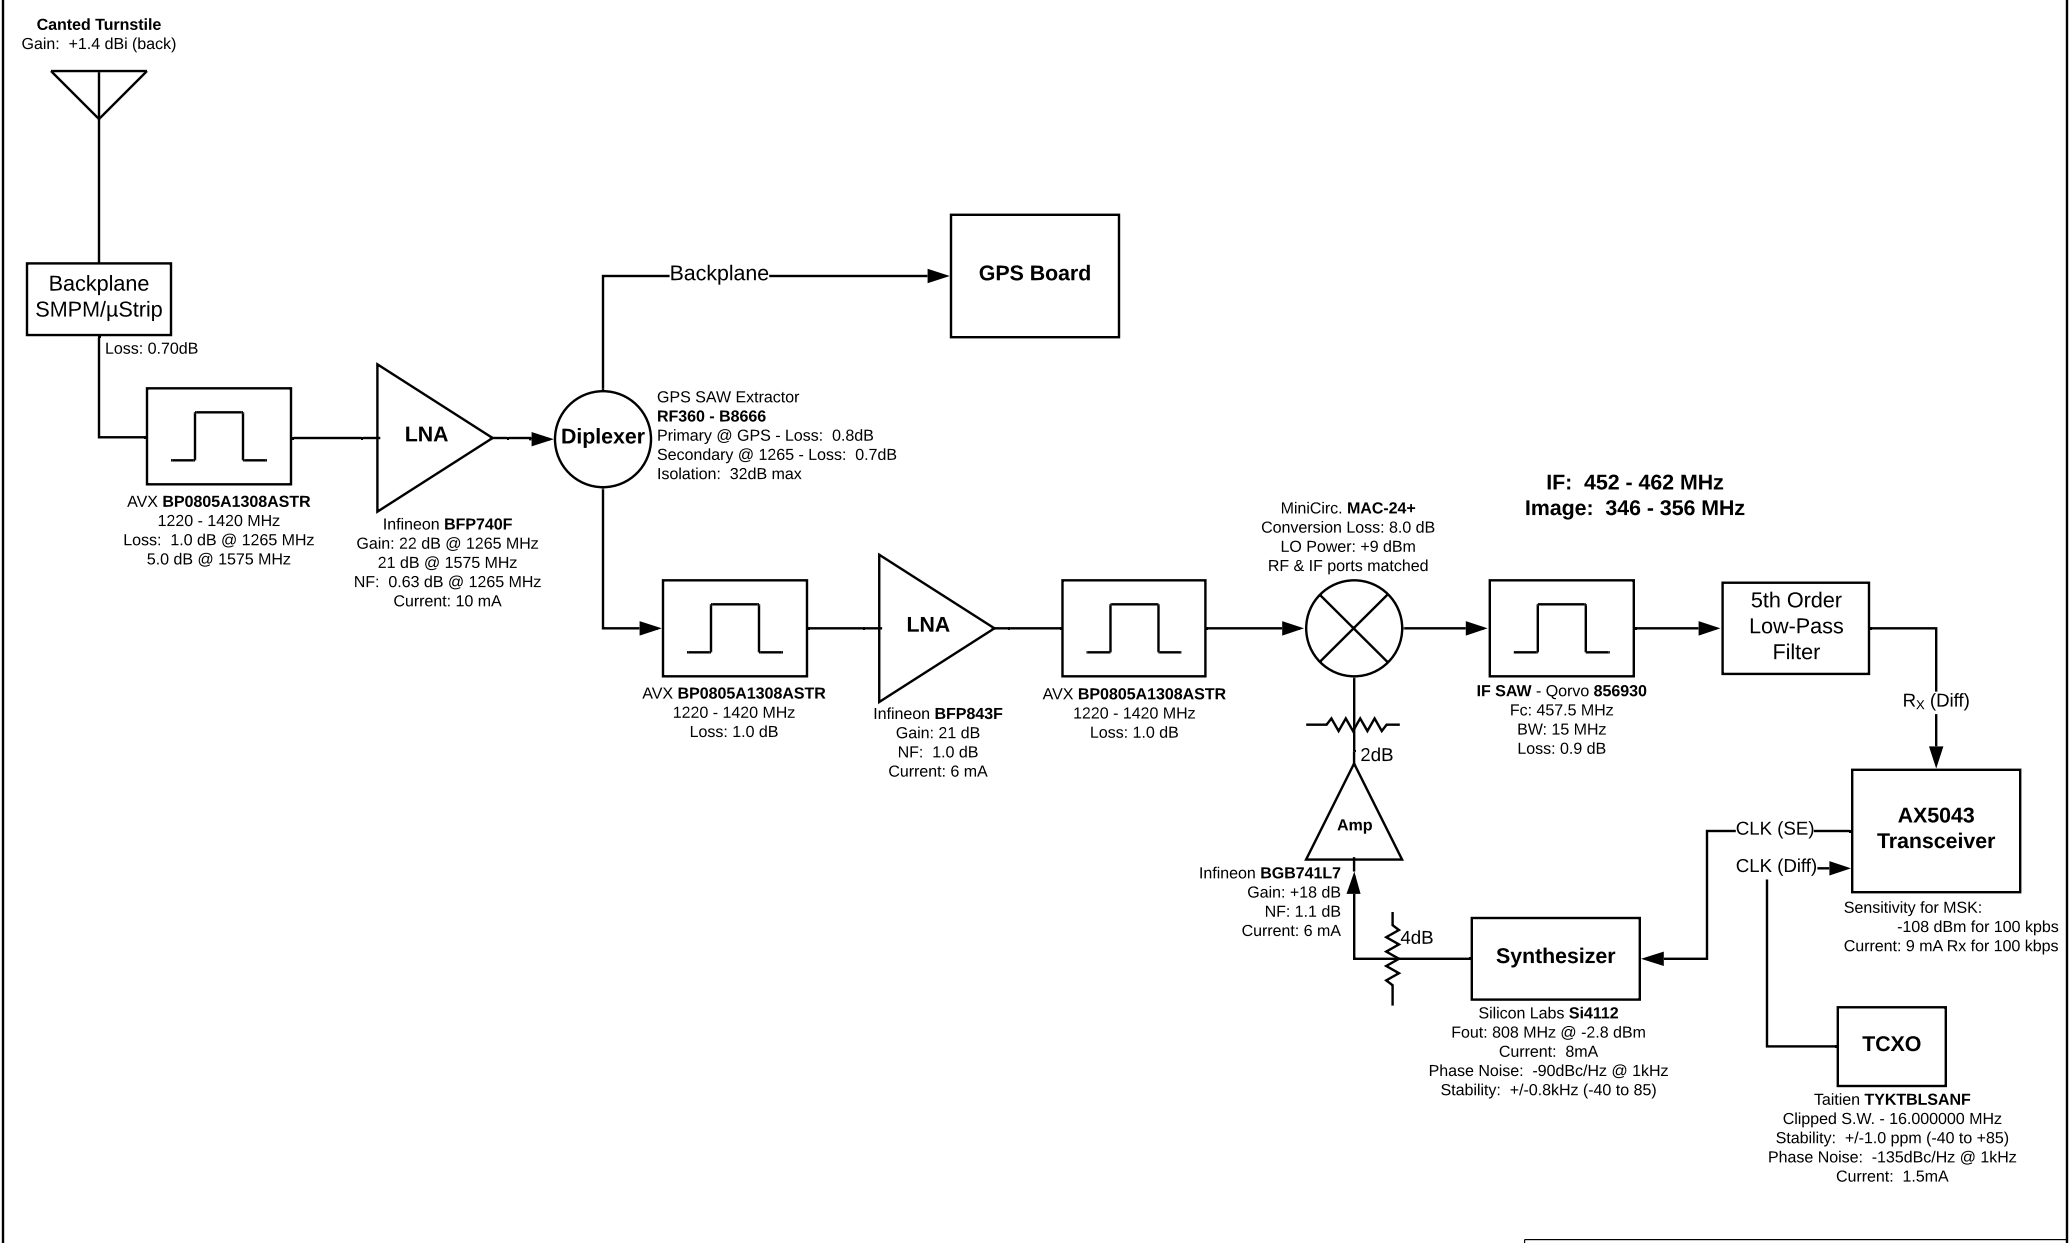 Canted Turnstile
Gain:  +1.4 dBi (back)
Backplane
SMPM/µStrip
Loss: 0.70dB
AVX BP0805A1308ASTR
1220 - 1420 MHz
Loss:  1.0 dB @ 1265 MHz
5.0 dB @ 1575 MHz
LNA
Infineon BFP740F
Gain: 22 dB @ 1265 MHz
21 dB @ 1575 MHz
NF:  0.63 dB @ 1265 MHz
Current: 10 mA
Diplexer
GPS SAW Extractor
RF360 - B8666
Primary @ GPS - Loss:  0.8dB
Secondary @ 1265 - Loss:  0.7dB
Isolation:  32dB max
Backplane
GPS Board
AVX BP0805A1308ASTR
1220 - 1420 MHz
Loss: 1.0 dB
LNA
Infineon BFP843F
Gain: 21 dB
NF:  1.0 dB
Current: 6 mA
AVX BP0805A1308ASTR
1220 - 1420 MHz
Loss: 1.0 dB
MiniCirc. MAC-24+
Conversion Loss: 8.0 dB
LO Power: +9 dBm
RF & IF ports matched
IF:  452 - 462 MHz
Image:  346 - 356 MHz
IF SAW - Qorvo 856930
Fc: 457.5 MHz
BW: 15 MHz
Loss: 0.9 dB
5th Order
Low-Pass
Filter
RX (Diff)
2dB
Amp
Infineon BGB741L7
Gain: +18 dB
NF: 1.1 dB
Current: 6 mA
4dB
Synthesizer
Silicon Labs Si4112
Fout: 808 MHz @ -2.8 dBm
Current:  8mA
Phase Noise:  -90dBc/Hz @ 1kHz
Stability:  +/-0.8kHz (-40 to 85)
CLK (SE)
CLK (Diff)
AX5043
Transceiver
Sensitivity for MSK:
-108 dBm for 100 kpbs
Current: 9 mA Rx for 100 kbps
TCXO
Taitien TYKTBLSANF
Clipped S.W. - 16.000000 MHz
Stability:  +/-1.0 ppm (-40 to +85)
Phase Noise:  -135dBc/Hz @ 1kHz
Current:  1.5mA